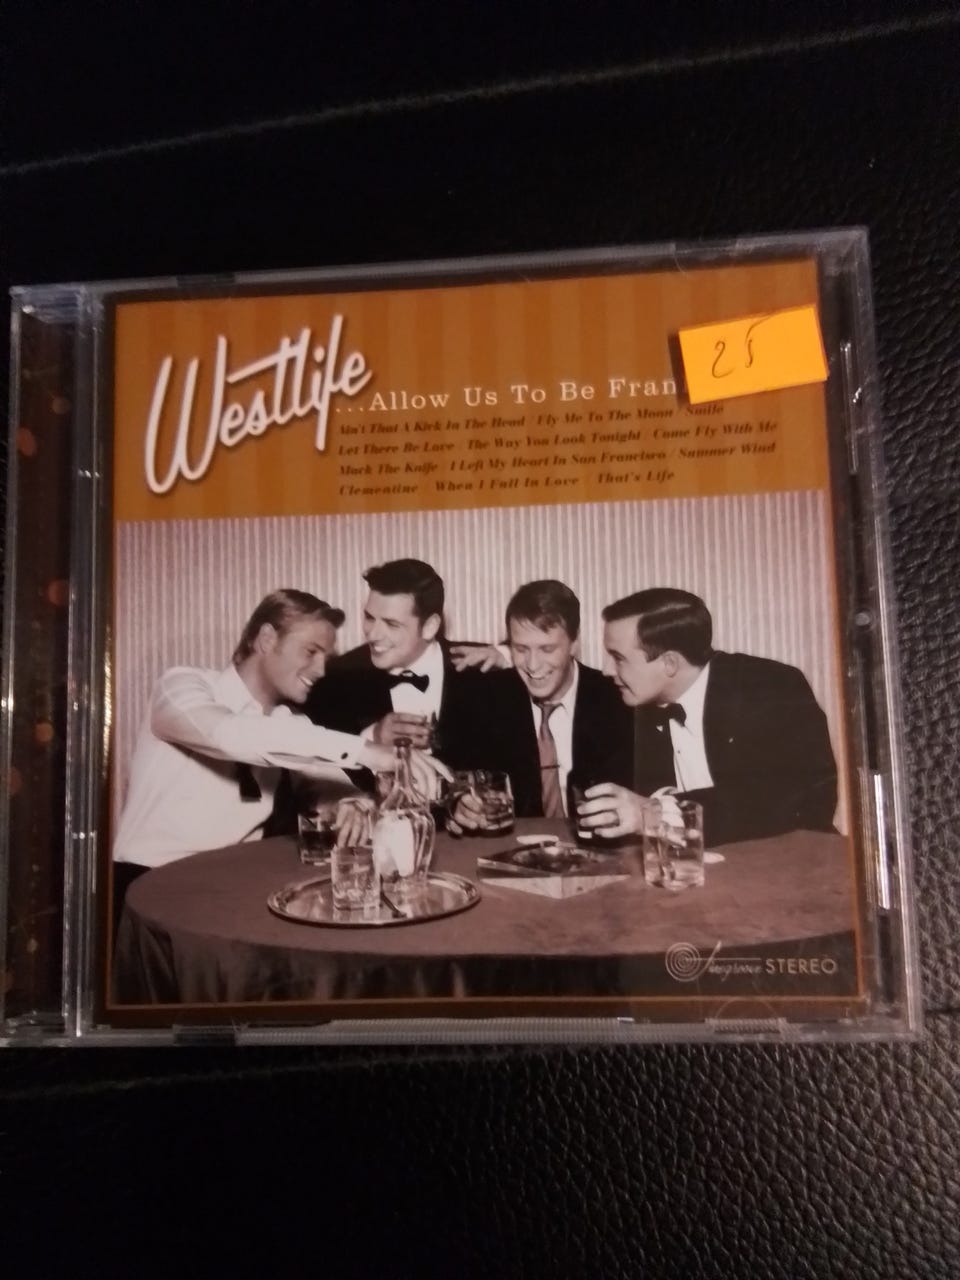 Westlife
...Allow Us To Be Fran
25
Ain't That A Kick In The Head / Fly Me To The Moon / Smile
Let There Be Love / The Way You Look Tonight / Come Fly With Me
Mack The Knife / I Left My Heart In San Francisco / Summer Wind
Clementine / When I Fall In Love / That's Life
STEREO